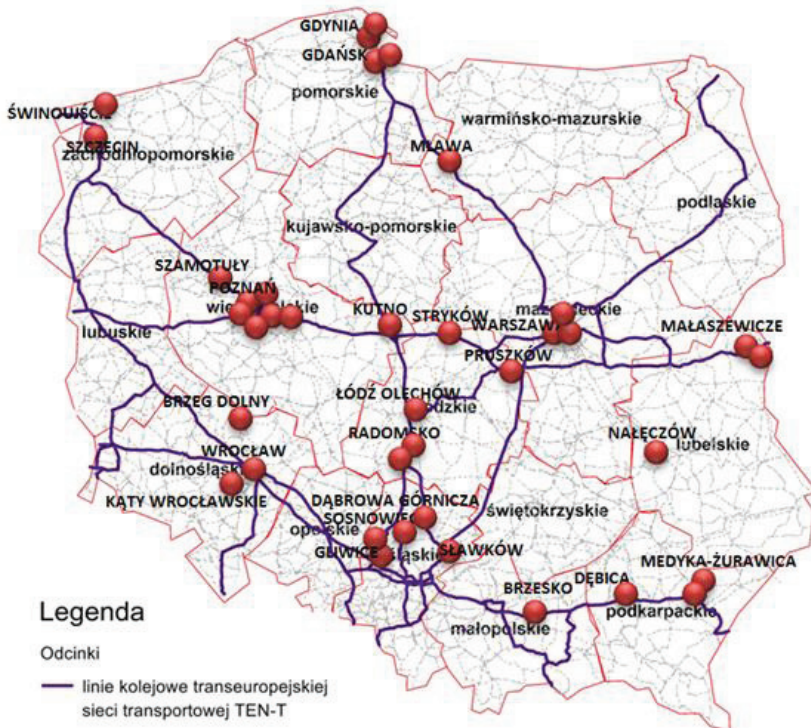 GDYNIA
GDAŃSK
pomorskie
ŚWINOUJŚCIE
SZCZECIN
zachodniopomorskie
warmińsko-mazurskie
MŁAWA
podlaskie
kujawsko-pomorskie
SZAMOTUŁY
POZNAŃ
KUTNO
STRYKÓW
WARSZAWA
MAŁASZEWICZE
lubuskie
PRUSZKÓW
ŁÓDŹ OLECHÓW
BRZEG DOLNY
RADOMSKO
NAŁĘCZÓW
lubelskie
WROCŁAW
KĄTY WROCŁAWSKIE
DĄBROWA GÓRNICZA
świętokrzyskie
SOSNOWIEC
GLIWICE
SŁAWKÓW
MEDYKA-ŻURAWICA
DĘBICA
BRZESKO
podkarpackie
małopolskie
Legenda
Odcinki
linie kolejowe transeuropejskiej
sieci transportowej TEN-T